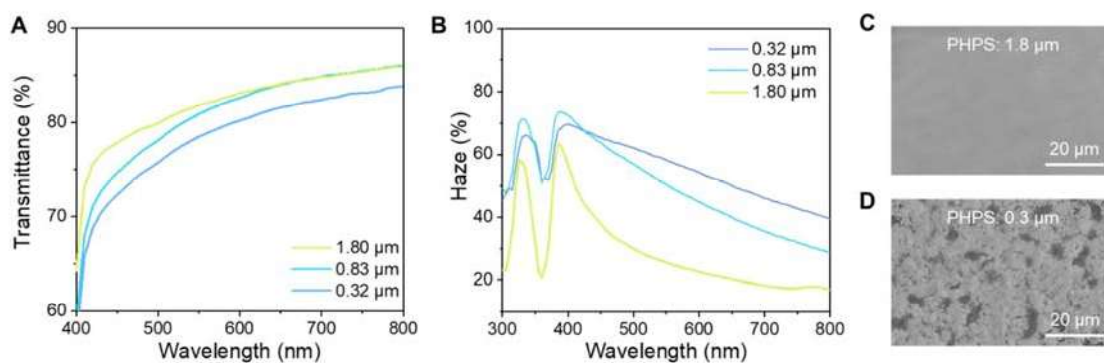 A
Transmittance (%)
90
80
70
60
1.80 µm
0.83 µm
0.32 µm
400
500
600
700
800
Wavelength (nm)
B
Haze (%)
100
80
60
40
20
0.32 µm
0.83 µm
1.80 µm
300
400
500
600
700
800
Wavelength (nm)
C
PHPS: 1.8 µm
20 µm
D
PHPS: 0.3 µm
20 µm